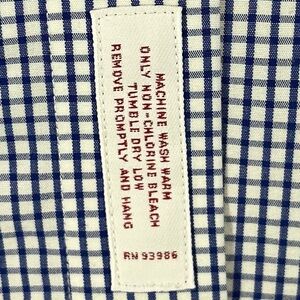 MACHINE WASH WARM
ONLY NON-CHLORINE BLEACH
TUMBLE DRY LOW
REMOVE PROMPTLY AND HANG
RN 93986